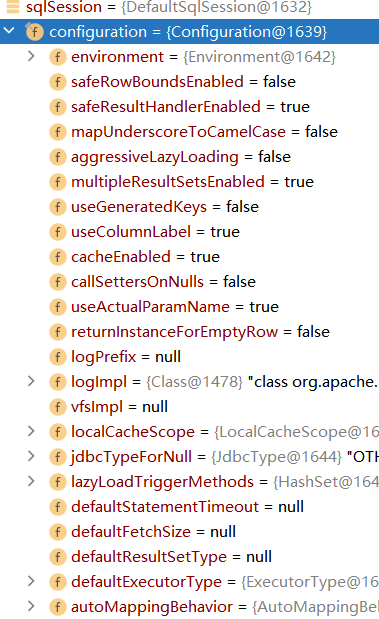 sqlSession = {DefaultSqlSession@1632}
configuration = {Configuration@1639}
environment = {Environment@1642}
safeRowBoundsEnabled = false
safeResultHandlerEnabled = true
mapUnderscoreToCamelCase = false
aggressiveLazyLoading = false
multipleResultSetsEnabled = true
useGeneratedKeys = false
useColumnLabel = true
cacheEnabled = true
callSettersOnNulls = false
useActualParamName = true
returnInstanceForEmptyRow = false
logPrefix = null
logImpl = {Class@1478} "class org.apache.
vfsImpl = null
localCacheScope = {LocalCacheScope@16
jdbcTypeForNull = {JdbcType@1644} "OTH
lazyLoadTriggerMethods = {HashSet@164
defaultStatementTimeout = null
defaultFetchSize = null
defaultResultSetType = null
defaultExecutorType = {ExecutorType@16
autoMappingBehavior = {AutoMappingBehav